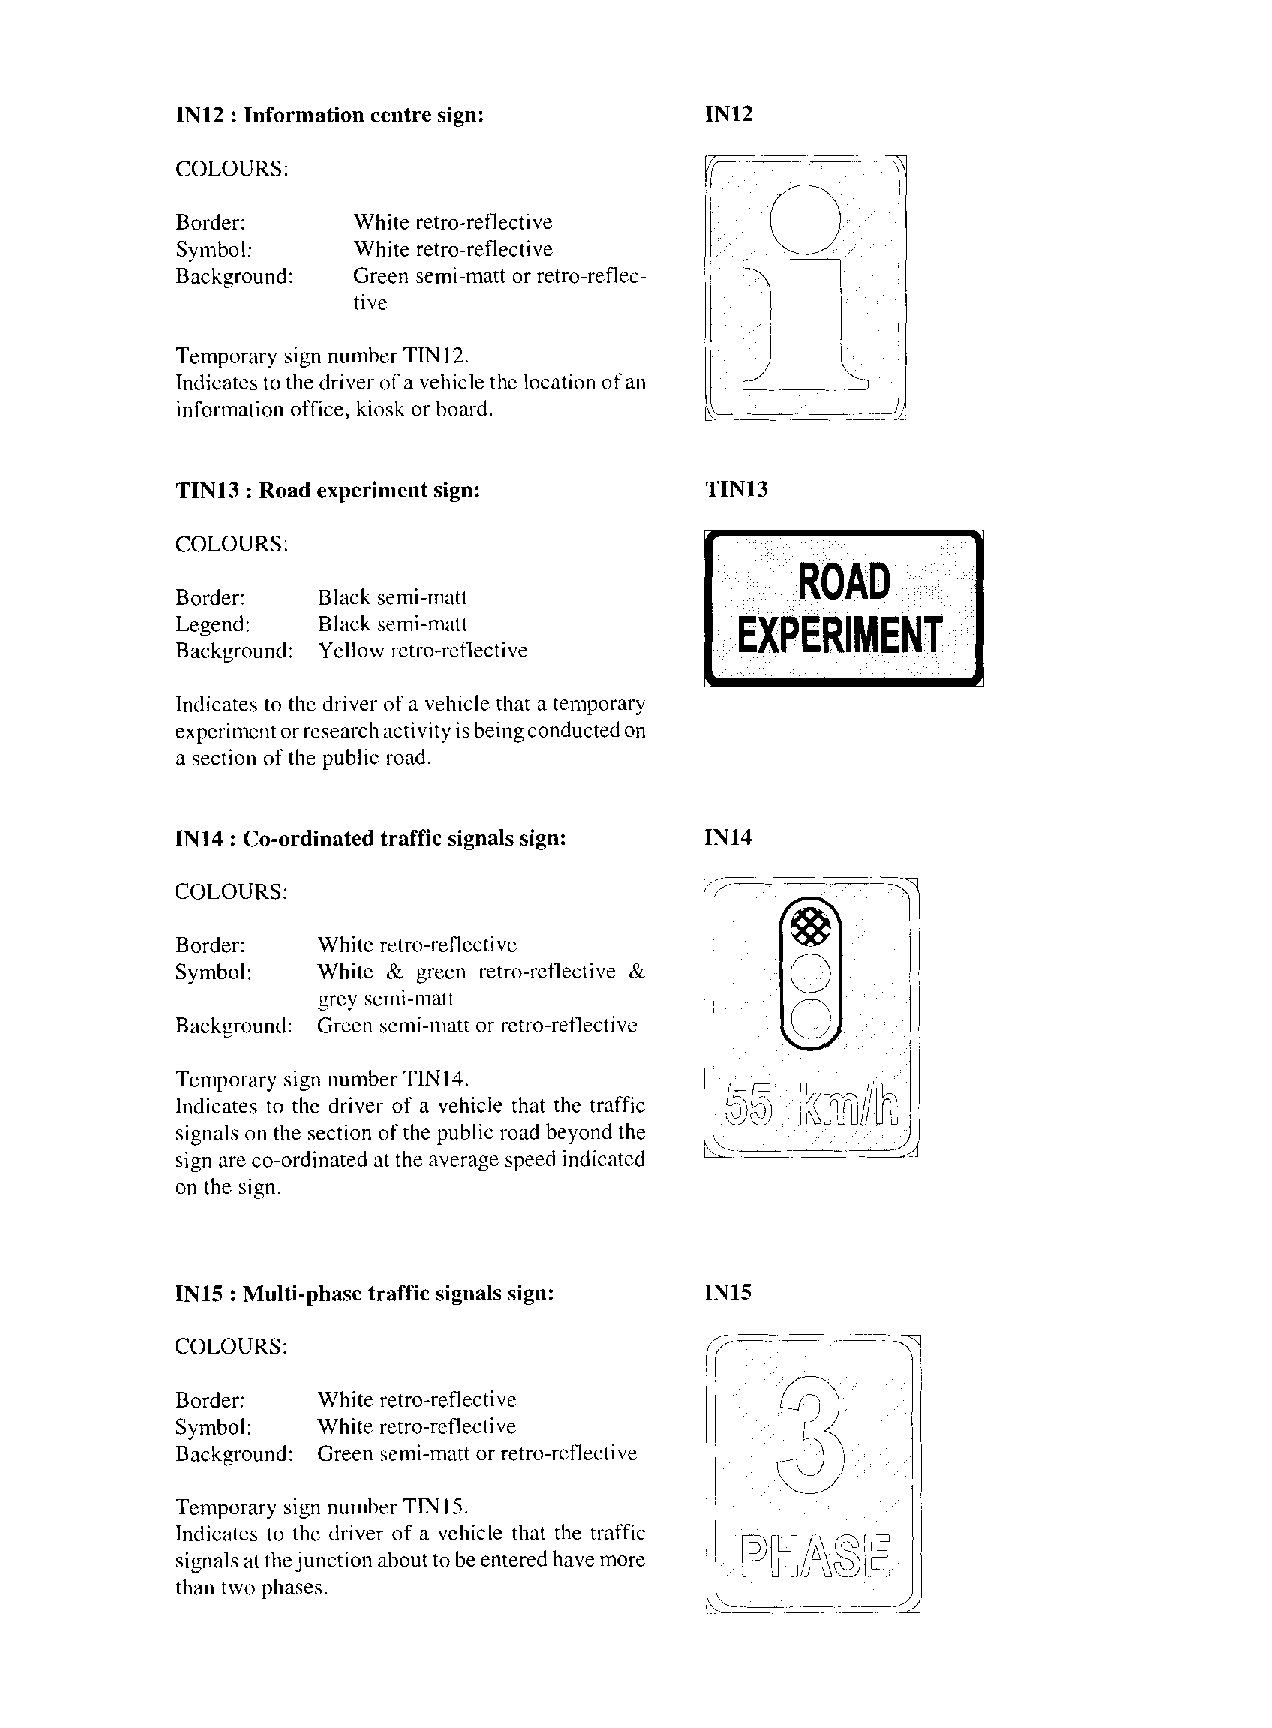 IN12 : Information centre sign:
IN12
COLOURS:
Border: White retro-reflective
Symbol: White retro-reflective
Background: Green semi-matt or retro-reflec-
tive
Temporary sign number TIN12.
Indicates to the driver of a vehicle the location of an
information office, kiosk or board.
TIN13 : Road experiment sign:
TIN13
COLOURS:
Border: Black semi-matt
Legend: Black semi-matt
Background: Yellow retro-reflective
Indicates to the driver of a vehicle that a temporary
experiment or research activity is being conducted on
a section of the public road.
ROAD
EXPERIMENT
IN14 : Co-ordinated traffic signals sign:
IN14
COLOURS:
Border: White retro-reflective
Symbol: White & green retro-reflective &
grey semi-matt
Background: Green semi-matt or retro-reflective
Temporary sign number TIN14.
Indicates to the driver of a vehicle that the traffic
signals on the section of the public road beyond the
sign are co-ordinated at the average speed indicated
on the sign.
55 km/h
IN15 : Multi-phase traffic signals sign:
IN15
COLOURS:
Border: White retro-reflective
Symbol: White retro-reflective
Background: Green semi-matt or retro-reflective
Temporary sign number TIN15.
Indicates to the driver of a vehicle that the traffic
signals at the junction about to be entered have more
than two phases.
3
PHASE